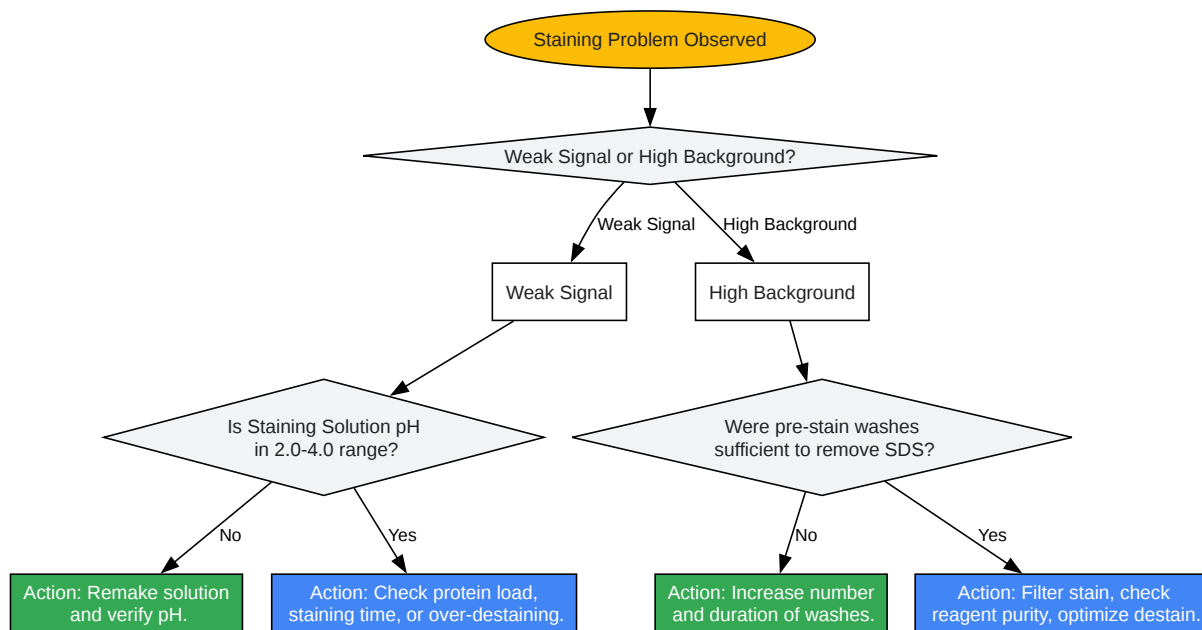 Staining Problem Observed
Weak Signal or High Background?
Weak Signal
High Background
Weak Signal
High Background
Is Staining Solution pH
in 2.0-4.0 range?
Were pre-stain washes
sufficient to remove SDS?
No
Yes
No
Yes
Action: Remake solution
and verify pH.
Action: Check protein load,
staining time, or over-destaining.
Action: Increase number
and duration of washes.
Action: Filter stain, check
reagent purity, optimize destain.